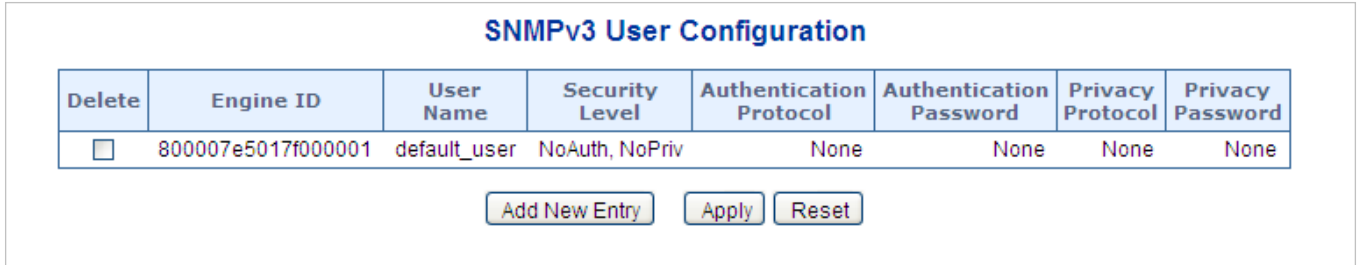 SNMPv3 User Configuration
Delete Engine ID User Name Security Level Authentication Protocol Authentication Password Privacy Protocol Privacy Password
800007e5017f000001 default_user NoAuth, NoPriv None None None None
Add New Entry Apply Reset